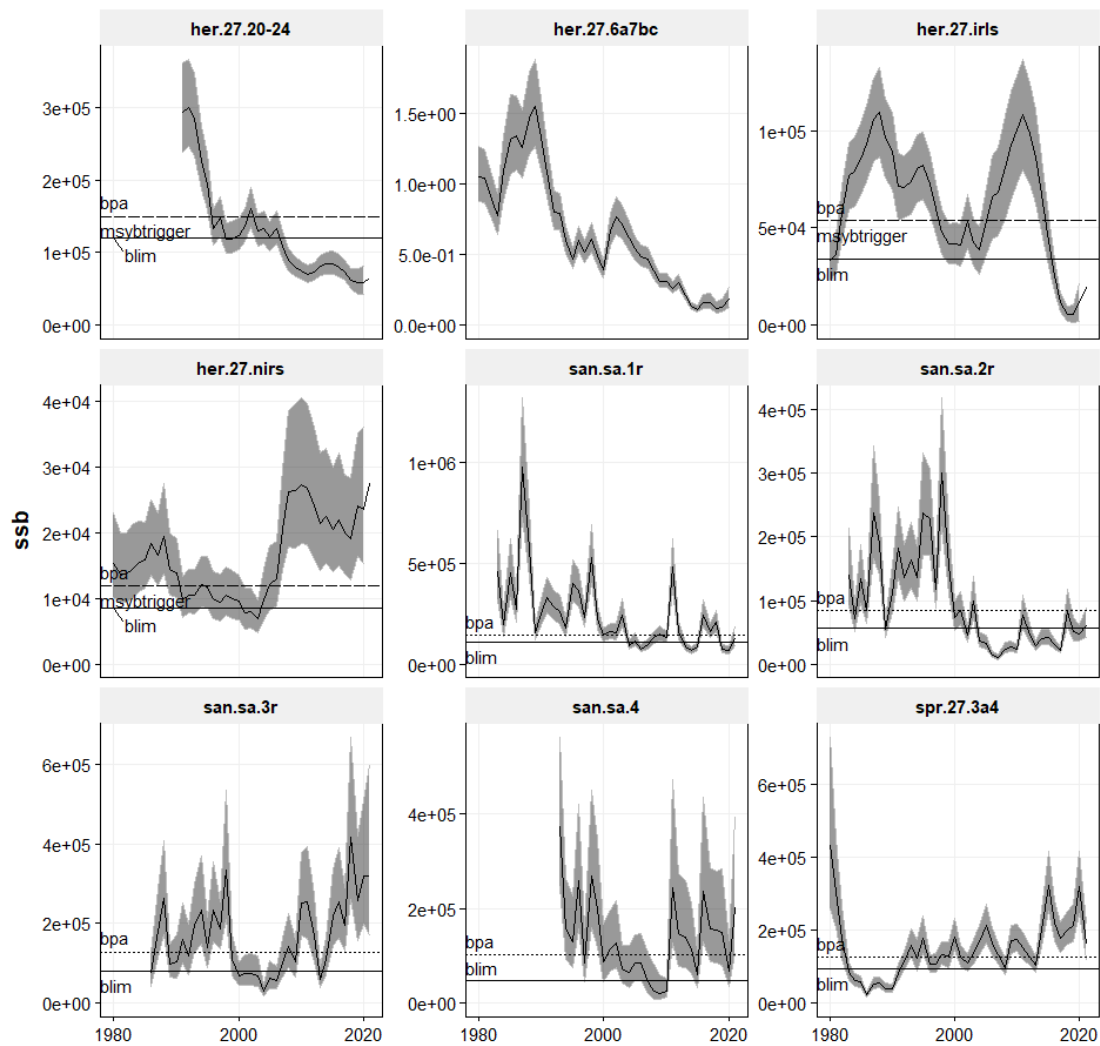 her.27.20-24
her.27.6a7bc
her.27.irls
3e+05
2e+05
bpa
msybtrigger
1e+05
blim
0e+00
1.5e+00
1.0e+00
5.0e-01
0.0e+00
1e+05
bpa
5e+04
msybtrigger
blim
0e+00
her.27.nirs
san.sa.1r
san.sa.2r
ssb
4e+04
3e+04
2e+04
bpa
1e+04
msybtrigger
blim
0e+00
1e+06
5e+05
bpa
blim
0e+00
4e+05
3e+05
2e+05
1e+05
bpa
blim
0e+00
san.sa.3r
san.sa.4
spr.27.3a4
6e+05
4e+05
2e+05
bpa
blim
0e+00
4e+05
2e+05
bpa
blim
0e+00
6e+05
4e+05
2e+05
bpa
blim
0e+00
1980 2000 2020
1980 2000 2020
1980 2000 2020